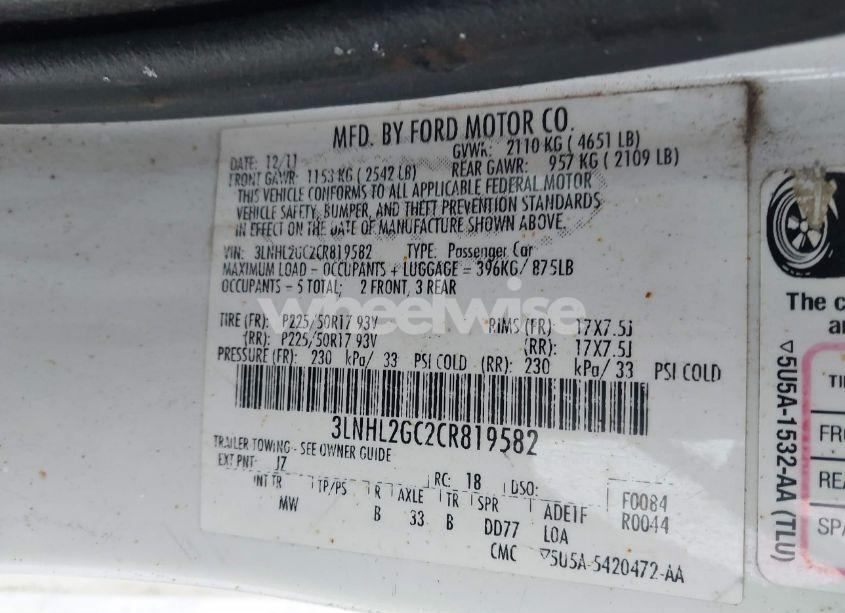 MFD. BY FORD MOTOR CO.
DATE: 12/11 GVWR: 2110 KG ( 4651 LB)
FRONT GAWR: 1153 KG ( 2542 LB) REAR GAWR: 957 KG ( 2109 LB)
THIS VEHICLE CONFORMS TO ALL APPLICABLE FEDERAL MOTOR
VEHICLE SAFETY, BUMPER, AND THEFT PREVENTION STANDARDS
IN EFFECT ON THE DATE OF MANUFACTURE SHOWN ABOVE.
VIN: 3LNHL2GC2CR819582 TYPE: Passenger Car
MAXIMUM LOAD - OCCUPANTS + LUGGAGE = 396KG/ 875LB
OCCUPANTS - 5 TOTAL; 2 FRONT, 3 REAR
wheelwise
TIRE (FR): P225/50R17 93V RIMS (FR): 17X7.5J
(RR): P225/50R17 93V (RR): 17X7.5J
PRESSURE (FR): 230 kPa/ 33 PSI COLD (RR): 230 kPa/ 33 PSI COLD
3LNHL2GC2CR819582
TRAILER TOWING - SEE OWNER GUIDE
EXT PNT: JZ RC: 18 DSO:
INT TR TP/PS R AXLE TR SPR ADE1F F0084
MW B 33 B DD77 LOA R0044
CMC ▽5U5A-5420472-AA
The c
a
▽5U5A-1532-AA (TLU)
TI
FRO
REA
SPA